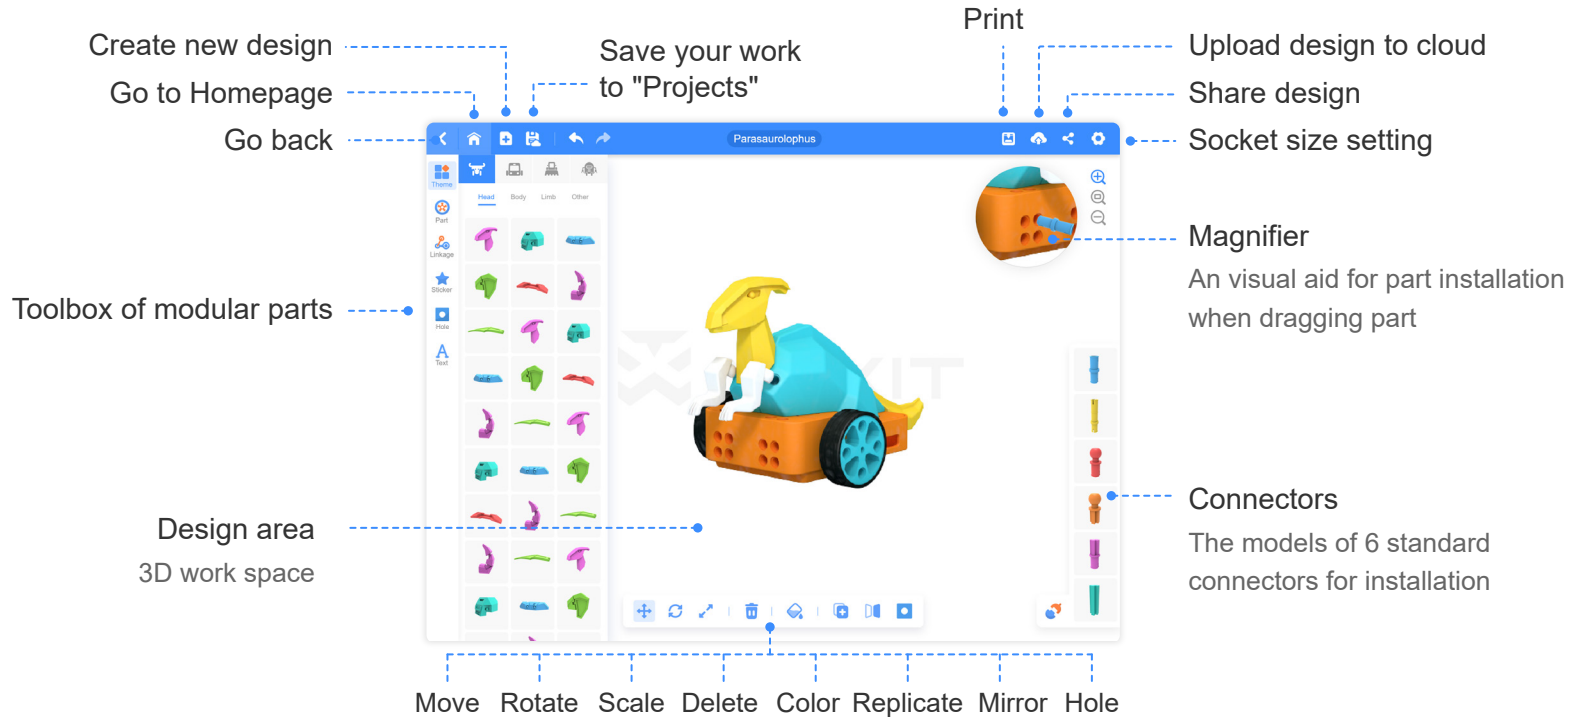 Print
Create new design
Save your work
to "Projects"
Upload design to cloud
Go to Homepage
Share design
Go back
Parasaurolophus
Socket size setting
Theme
Head
Body
Limb
Other
Part
Linkage
Sticker
Hole
Text
Magnifier
An visual aid for part installation
when dragging part
Toolbox of modular parts
KIT
Connectors
The models of 6 standard
connectors for installation
Design area
3D work space
Move
Rotate
Scale
Delete
Color
Replicate
Mirror
Hole